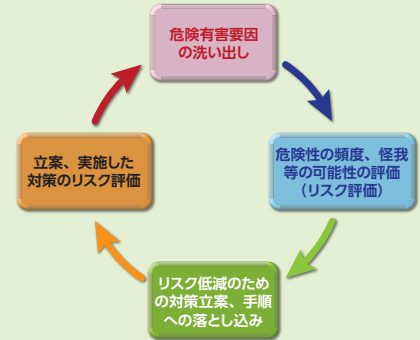 危険有害要因
の洗い出し
危険性の頻度、怪我
等の可能性の評価
（リスク評価）
リスク低減のため
の対策立案、手順
への落とし込み
立案、実施した
対策のリスク評価